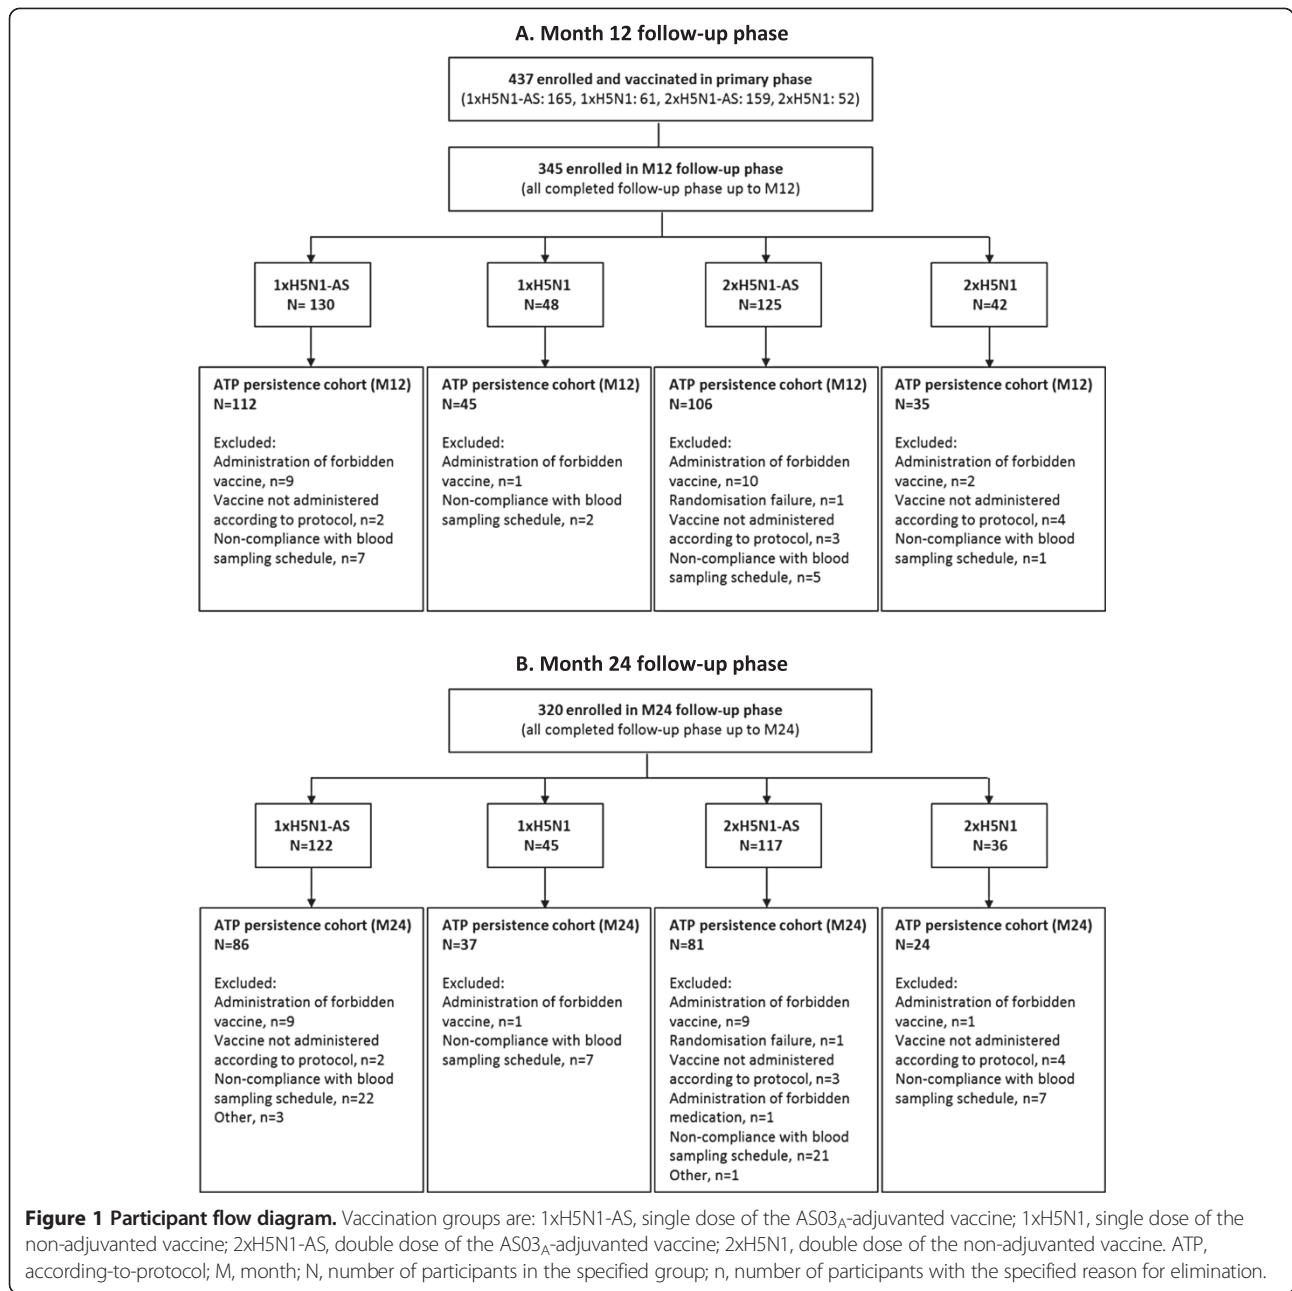 A. Month 12 follow-up phase
437 enrolled and vaccinated in primary phase
(1xH5N1-AS: 165, 1xH5N1: 61, 2xH5N1-AS: 159, 2xH5N1: 52)
345 enrolled in M12 follow-up phase
(all completed follow-up phase up to M12)
1xH5N1-AS
N= 130
1xH5N1
N=48
2xH5N1-AS
N=125
2xH5N1
N=42
ATP persistence cohort (M12)
N=112
Excluded:
Administration of forbidden
vaccine, n=9
Vaccine not administered
according to protocol, n=2
Non-compliance with blood
sampling schedule, n=7
ATP persistence cohort (M12)
N=45
Excluded:
Administration of forbidden
vaccine, n=1
Non-compliance with blood
sampling schedule, n=2
ATP persistence cohort (M12)
N=106
Excluded:
Administration of forbidden
vaccine, n=10
Randomisation failure, n=1
Vaccine not administered
according to protocol, n=3
Non-compliance with blood
sampling schedule, n=5
ATP persistence cohort (M12)
N=35
Excluded:
Administration of forbidden
vaccine, n=2
Vaccine not administered
according to protocol, n=4
Non-compliance with blood
sampling schedule, n=1
B. Month 24 follow-up phase
320 enrolled in M24 follow-up phase
(all completed follow-up phase up to M24)
1xH5N1-AS
N=122
1xH5N1
N=45
2xH5N1-AS
N=117
2xH5N1
N=36
ATP persistence cohort (M24)
N=86
Excluded:
Administration of forbidden
vaccine, n=9
Vaccine not administered
according to protocol, n=2
Non-compliance with blood
sampling schedule, n=22
Other, n=3
ATP persistence cohort (M24)
N=37
Excluded:
Administration of forbidden
vaccine, n=1
Non-compliance with blood
sampling schedule, n=7
ATP persistence cohort (M24)
N=81
Excluded:
Administration of forbidden
vaccine, n=9
Randomisation failure, n=1
Vaccine not administered
according to protocol, n=3
Administration of forbidden
medication, n=1
Non-compliance with blood
sampling schedule, n=21
Other, n=1
ATP persistence cohort (M24)
N=24
Excluded:
Administration of forbidden
vaccine, n=1
Vaccine not administered
according to protocol, n=4
Non-compliance with blood
sampling schedule, n=7
Figure 1 Participant flow diagram. Vaccination groups are: 1xH5N1-AS, single dose of the AS03A-adjuvanted vaccine; 1xH5N1, single dose of the
non-adjuvanted vaccine; 2xH5N1-AS, double dose of the AS03A-adjuvanted vaccine; 2xH5N1, double dose of the non-adjuvanted vaccine. ATP,
according-to-protocol; M, month; N, number of participants in the specified group; n, number of participants with the specified reason for elimination.